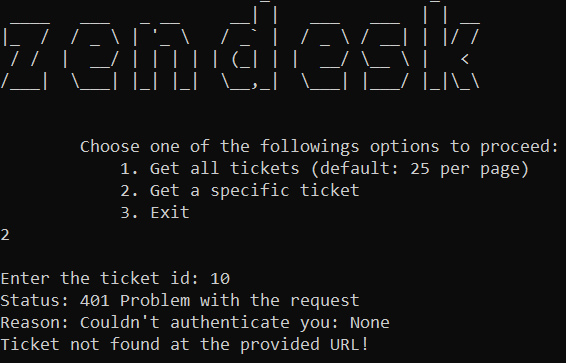 zendesk
Choose one of the followings options to proceed:
1. Get all tickets (default: 25 per page)
2. Get a specific ticket
3. Exit
2
Enter the ticket id: 10
Status: 401 Problem with the request
Reason: Couldn't authenticate you: None
Ticket not found at the provided URL!